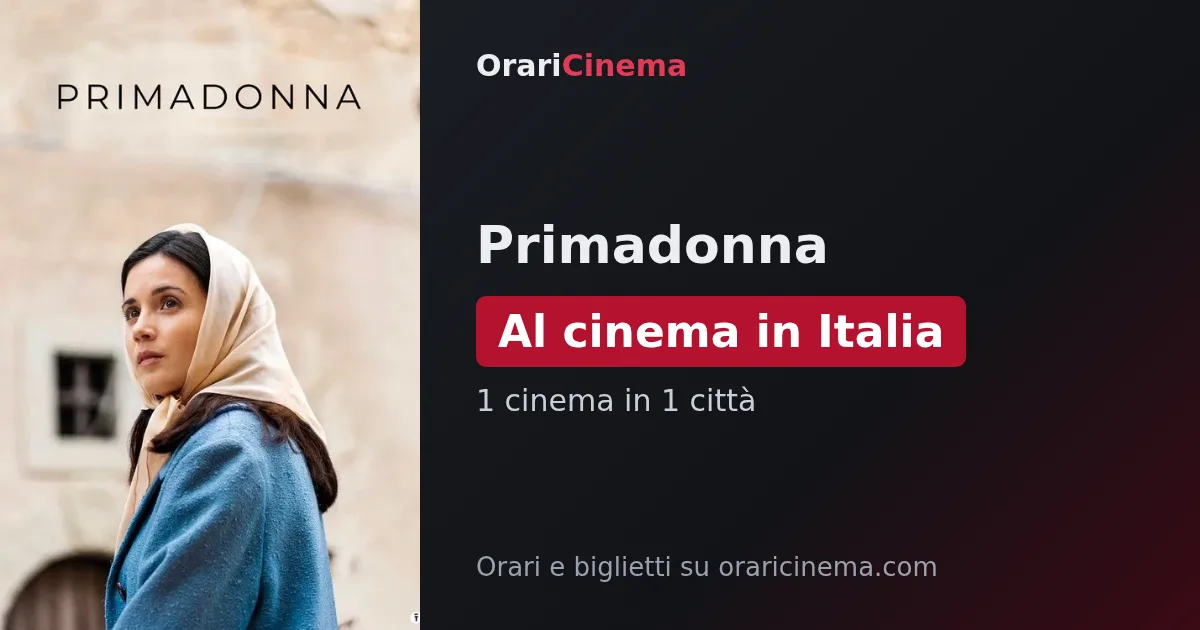 PRIMADONNA
OrariCinema
Primadonna
Al cinema in Italia
1 cinema in 1 città
Orari e biglietti su oraricinema.com